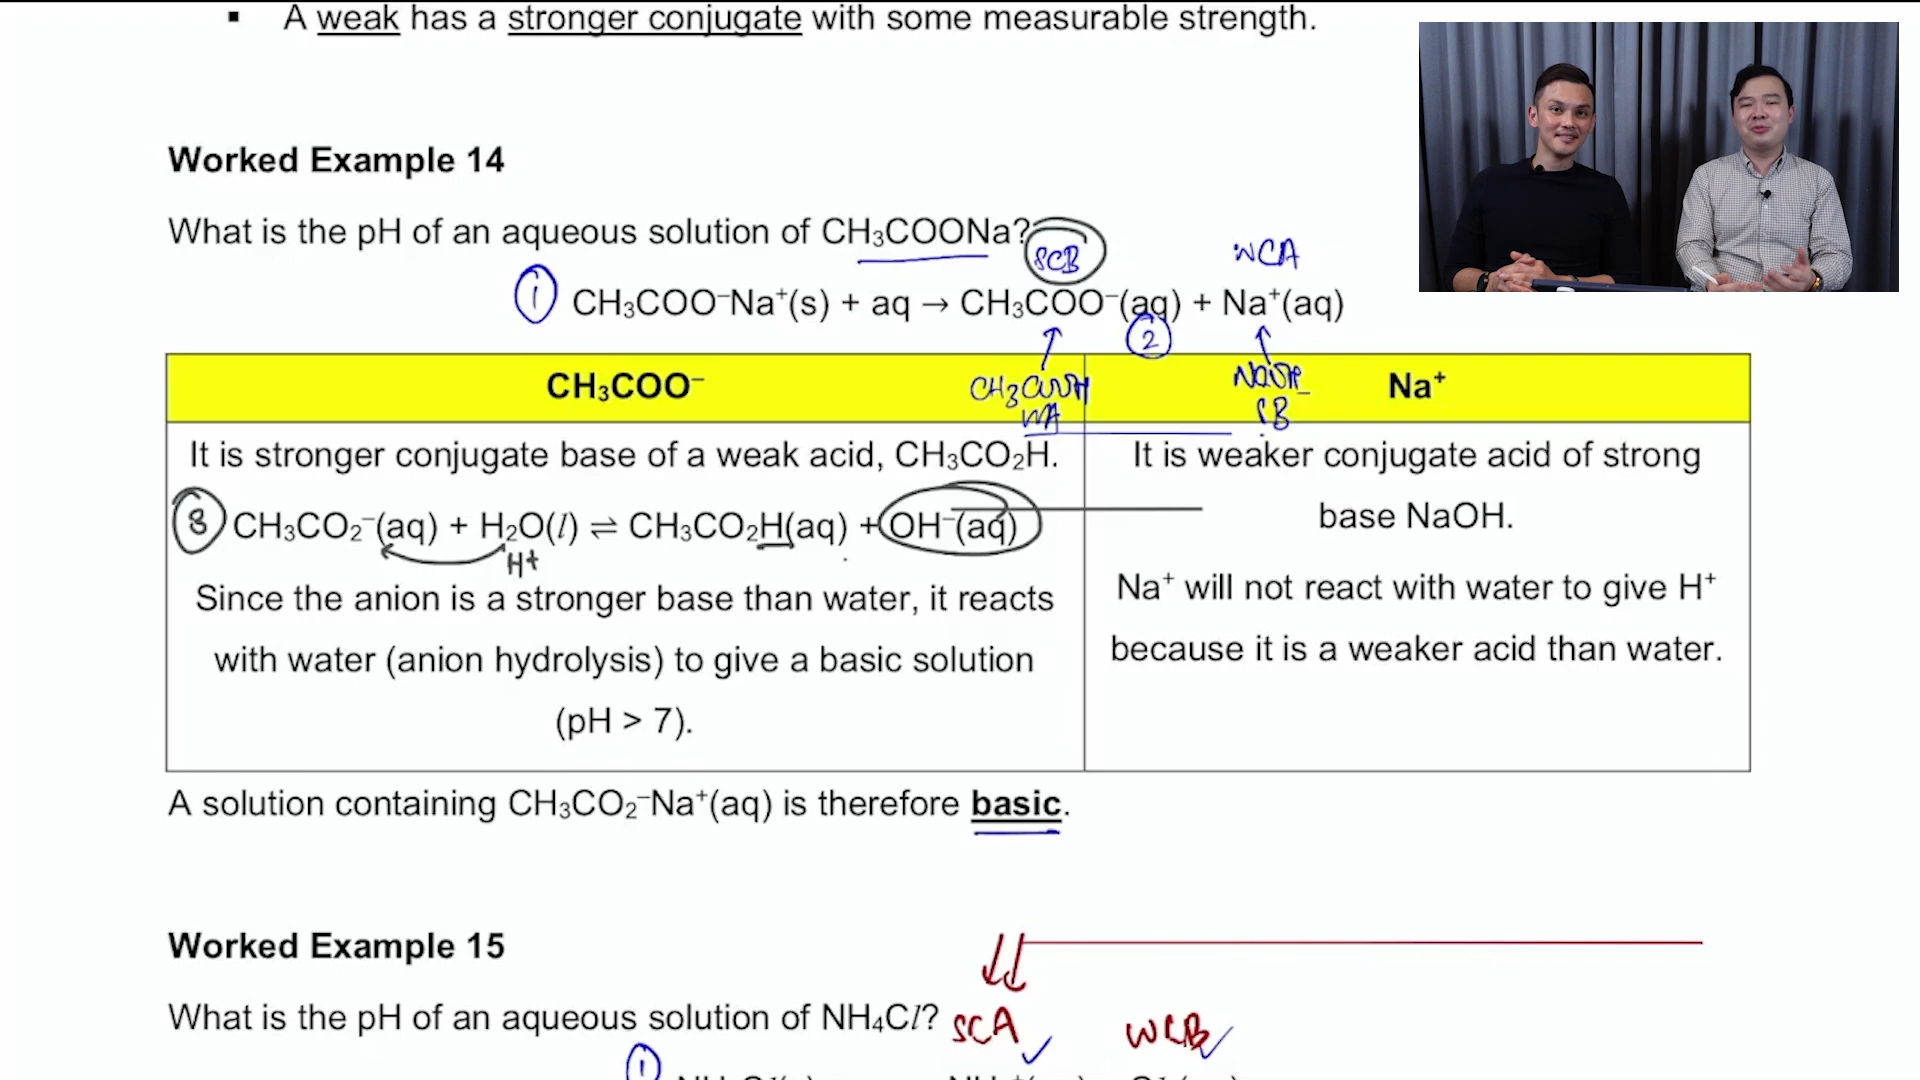 ▪ A weak has a stronger conjugate with some measurable strength.
Worked Example 14
What is the pH of an aqueous solution of CH₃COONa?
SCB WCA
① CH₃COO⁻Na⁺(s) + aq → CH₃COO⁻(aq) + Na⁺(aq)
②
CH₃COO⁻ CH₃COOH NaOH Na⁺
WA SB
It is stronger conjugate base of a weak acid, CH₃CO₂H.
③ CH₃CO₂⁻(aq) + H₂O(l) ⇌ CH₃CO₂H(aq) + OH⁻(aq)
H⁺
Since the anion is a stronger base than water, it reacts
with water (anion hydrolysis) to give a basic solution
(pH > 7).
It is weaker conjugate acid of strong
base NaOH.
Na⁺ will not react with water to give H⁺
because it is a weaker acid than water.
A solution containing CH₃CO₂⁻Na⁺(aq) is therefore basic.
Worked Example 15
What is the pH of an aqueous solution of NH₄Cl?
SCA WCB
①